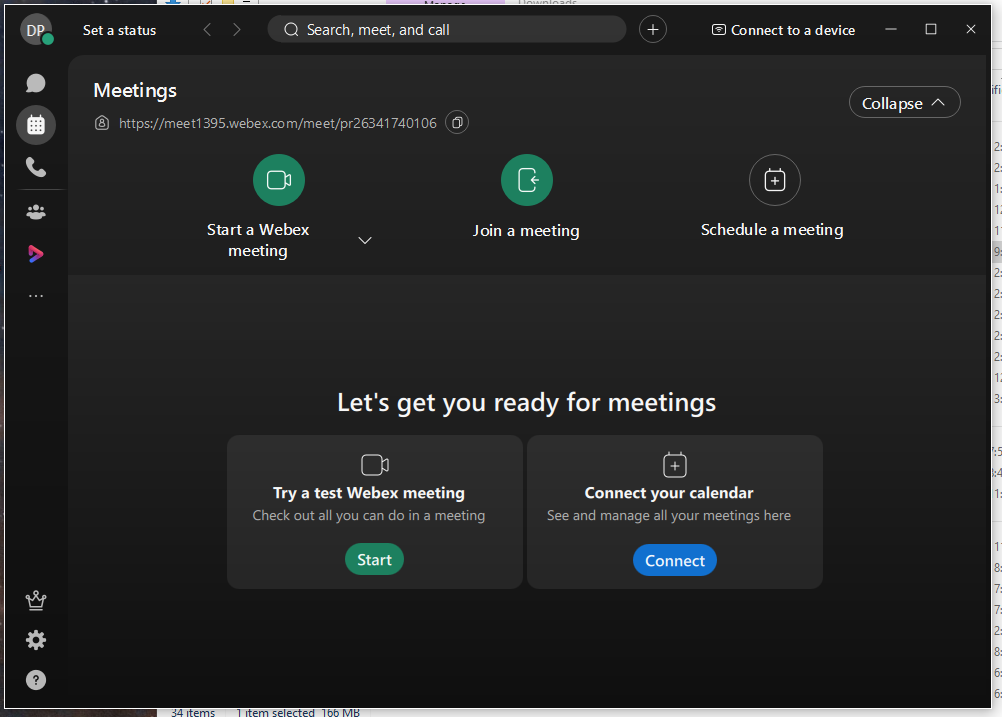 Manage
Downloads
DP
Set a status
Search, meet, and call
Connect to a device
Meetings
https://meet1395.webex.com/meet/pr26341740106
Collapse
Start a Webex
meeting
Join a meeting
Schedule a meeting
Let's get you ready for meetings
Try a test Webex meeting
Check out all you can do in a meeting
Start
Connect your calendar
See and manage all your meetings here
Connect
34 items
1 item selected 166 MB